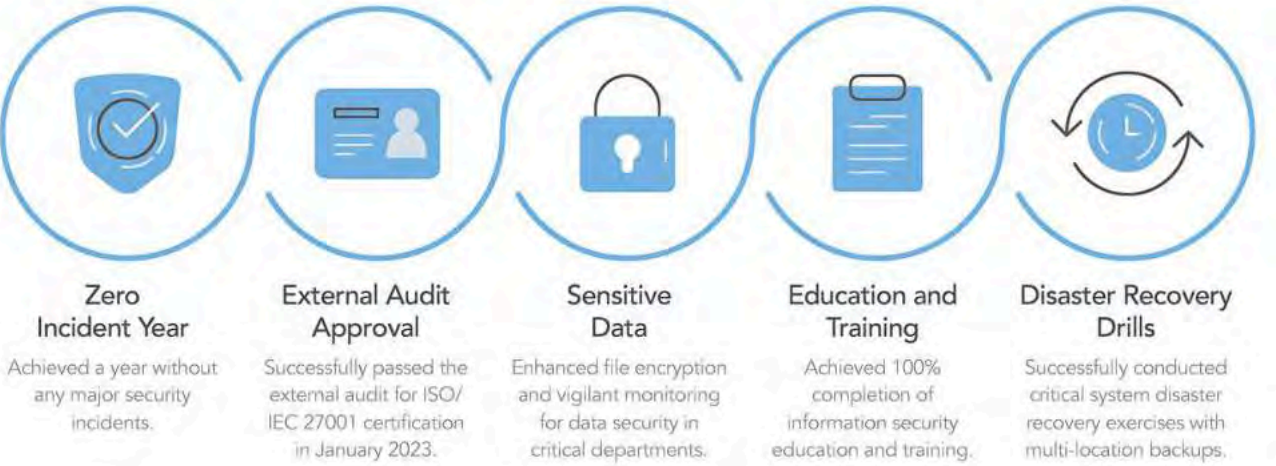 Zero
Incident Year
Achieved a year without
any major security
incidents.
External Audit
Approval
Successfully passed the
external audit for ISO/
IEC 27001 certification
in January 2023.
Sensitive
Data
Enhanced file encryption
and vigilant monitoring
for data security in
critical departments.
Education and
Training
Achieved 100%
completion of
information security
education and training.
Disaster Recovery
Drills
Successfully conducted
critical system disaster
recovery exercises with
multi-location backups.